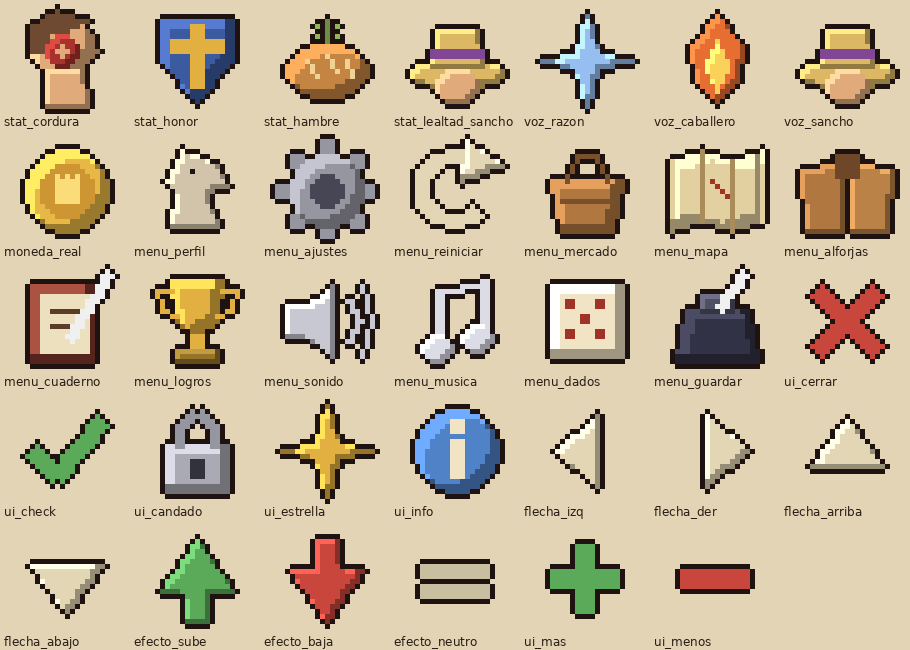 stat_cordura stat_honor stat_hambre stat_lealtad_sancho voz_razon voz_caballero voz_sancho
moneda_real menu_perfil menu_ajustes menu_reiniciar menu_mercado menu_mapa menu_alforjas
menu_cuaderno menu_logros menu_sonido menu_musica menu_dados menu_guardar ui_cerrar
ui_check ui_candado ui_estrella ui_info flecha_izq flecha_der flecha_arriba
flecha_abajo efecto_sube efecto_baja efecto_neutro ui_mas ui_menos